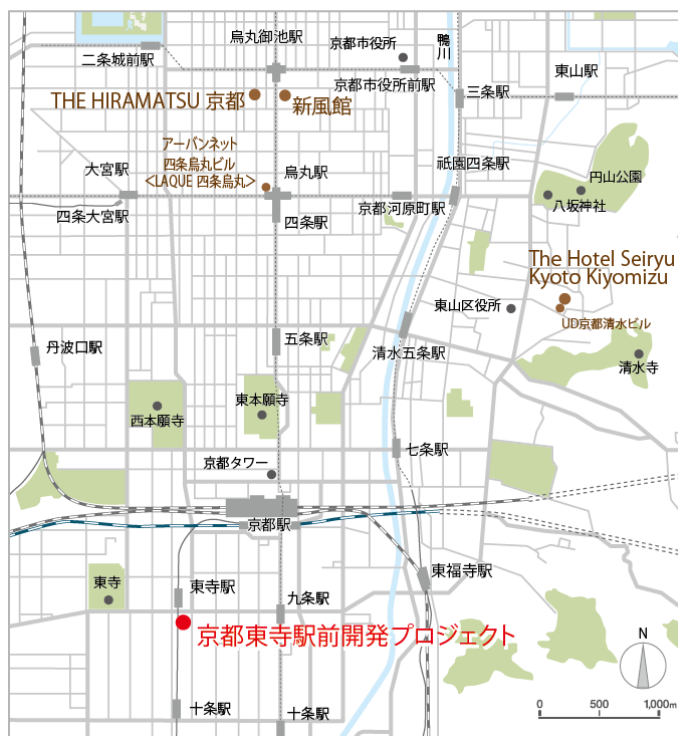 烏丸御池駅
京都市役所
鴨川
二条城前駅
京都市役所前駅
東山駅
三条駅
THE HIRAMATSU 京都
新風館
アーバンネット
四条烏丸ビル
<LAQUE 四条烏丸>
大宮駅
烏丸駅
祇園四条駅
円山公園
八坂神社
四条大宮駅
四条駅
京都河原町駅
The Hotel Seiryu
Kyoto Kiyomizu
東山区役所
UD京都清水ビル
丹波口駅
五条駅
清水五条駅
清水寺
東本願寺
西本願寺
七条駅
京都タワー
京都駅
東福寺駅
東寺
東寺駅
九条駅
京都東寺駅前開発プロジェクト
N
十条駅
十条駅
0 500 1,000m